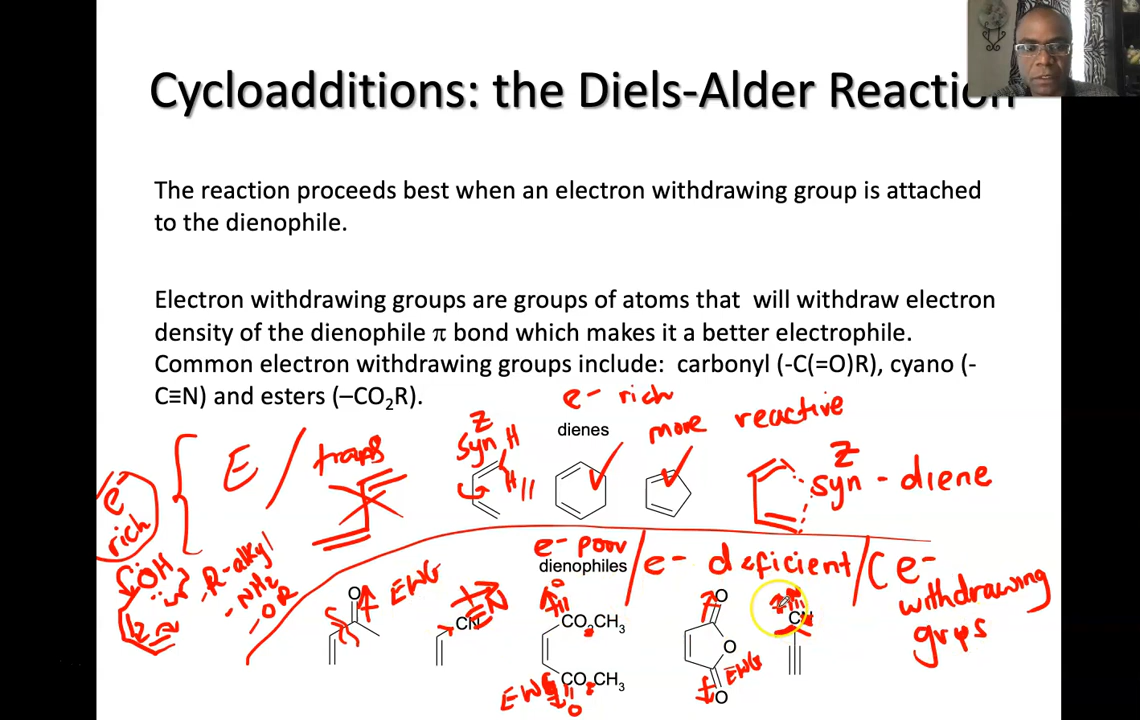 Cycloadditions: the Diels-Alder Reaction
The reaction proceeds best when an electron withdrawing group is attached
to the dienophile.
Electron withdrawing groups are groups of atoms that will withdraw electron
density of the dienophile π bond which makes it a better electrophile.
Common electron withdrawing groups include: carbonyl (-C(=O)R), cyano (-
C≡N) and esters (–CO₂R).
e- rich
dienes
more reactive
Z
syn H
H
E / trans
Z
syn - diene
e-
rich
e- poor / e- deficient / e-
withdrawing
grps
dienophiles
R-alkyl
-NH2
-OR
OH
O
EWG
CN
≡N
O
CO₂CH₃
CO₂CH₃
EWG
O
O
O
O
EWG
CN